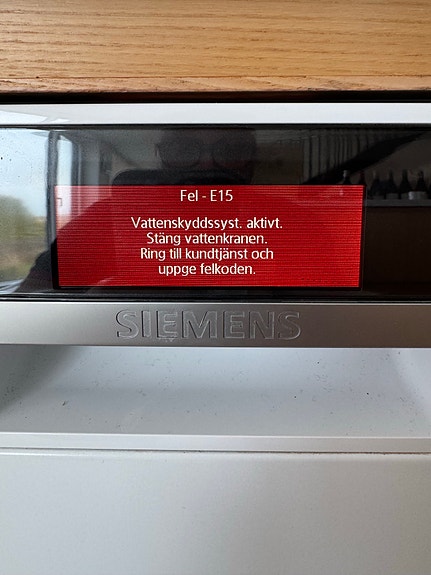 Fel - E15
Vattenskyddssyst. aktivt.
Stäng vattenkranen.
Ring till kundtjänst och
uppge felkoden.
SIEMENS